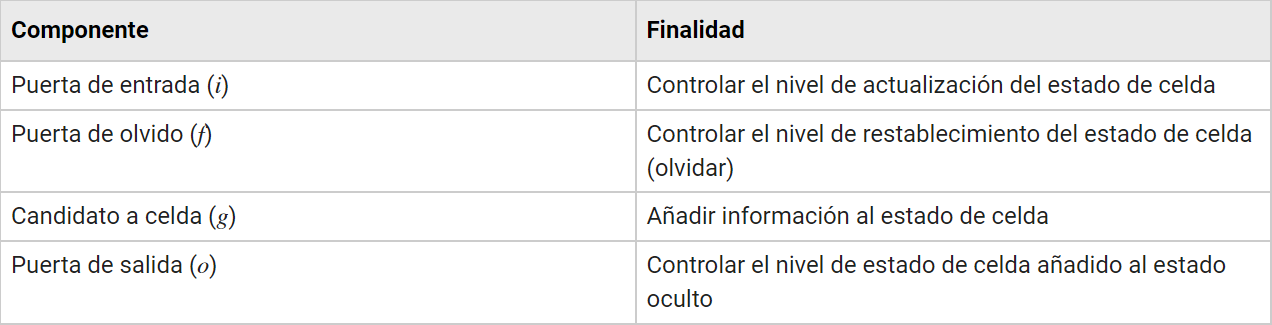 Componente Finalidad
Puerta de entrada (i) Controlar el nivel de actualización del estado de celda
Puerta de olvido (f) Controlar el nivel de restablecimiento del estado de celda
(olvidar)
Candidato a celda (g) Añadir información al estado de celda
Puerta de salida (o) Controlar el nivel de estado de celda añadido al estado
oculto